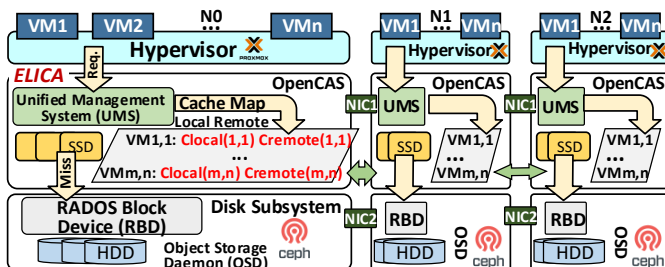 VM1 VM2 N0 ... VMn
Hypervisor PROXMOX
Req.
ELICA OpenCAS
Unified Management
System (UMS)
Cache Map
Local Remote
SSD
VM1,1: Clocal(1,1) Cremote(1,1)
...
VMm,n: Clocal(m,n) Cremote(m,n)
Miss
RADOS Block
Device (RBD)
Disk Subsystem
HDD
Object Storage
Daemon (OSD)
ceph
NIC1
NIC2
VM1 N1 ... VMn
Hypervisor
OpenCAS
UMS
SSD
VM1,1
...
VMm,n
RBD
HDD
OSD
ceph
NIC1
NIC2
VM1 N2 ... VMn
Hypervisor
OpenCAS
UMS
SSD
VM1,1
...
VMm,n
RBD
HDD
OSD
ceph